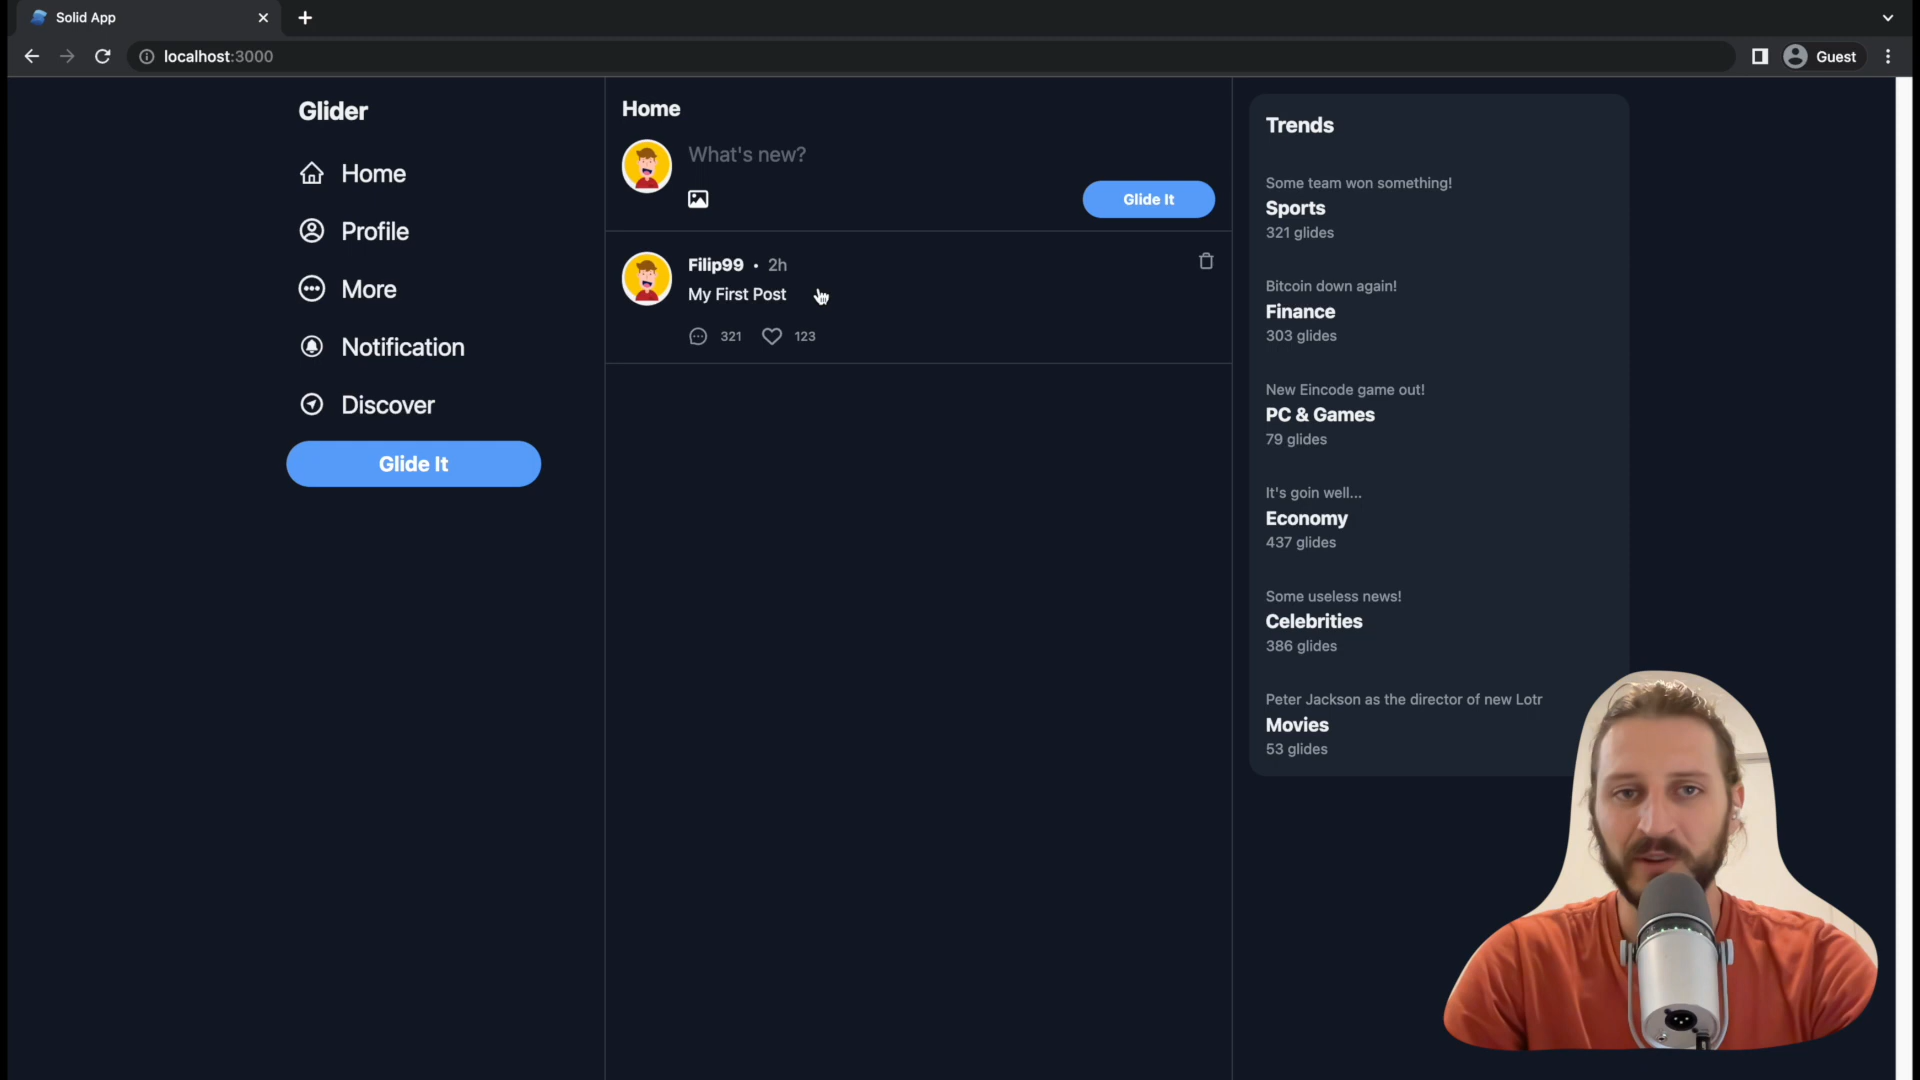 Solid App
localhost:3000
Guest
Glider
Home
Profile
More
Notification
Discover
Glide It
Home
What's new?
Glide It
Filip99 • 2h
My First Post
321 123
Trends
Some team won something!
Sports
321 glides
Bitcoin down again!
Finance
303 glides
New Eincode game out!
PC & Games
79 glides
It's goin well...
Economy
437 glides
Some useless news!
Celebrities
386 glides
Peter Jackson as the director of new Lotr
Movies
53 glides